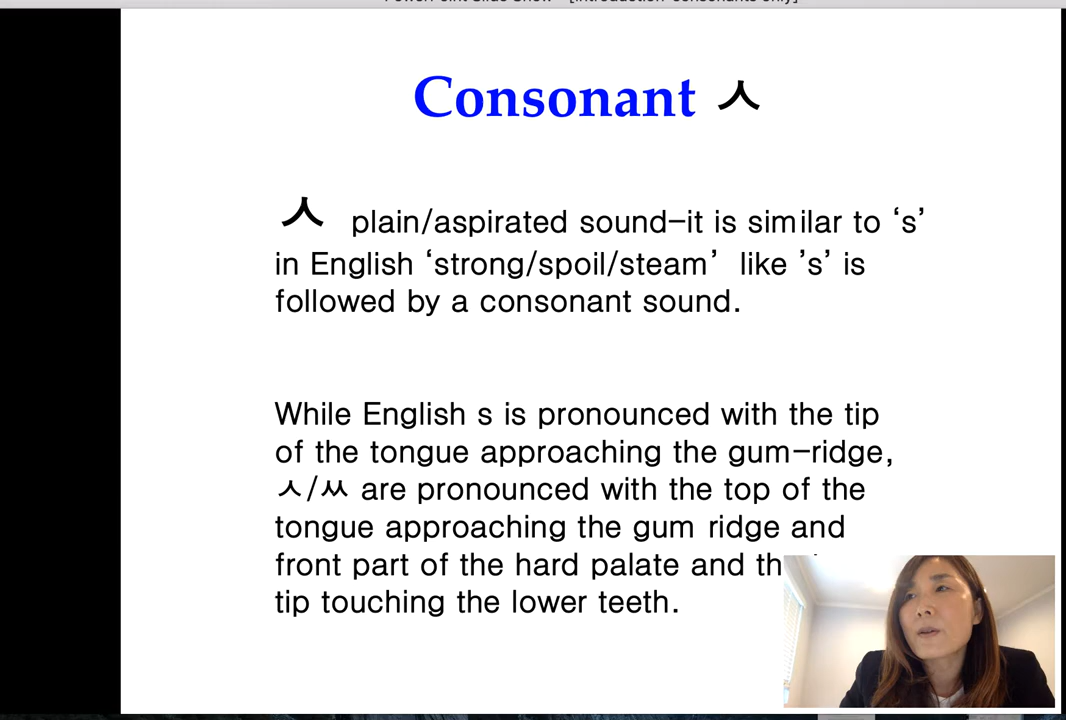 Consonant ㅅ
ㅅ plain/aspirated sound-it is similar to ‘s’
in English ‘strong/spoil/steam’ like ’s’ is
followed by a consonant sound.
While English s is pronounced with the tip
of the tongue approaching the gum-ridge,
ㅅ/ㅆ are pronounced with the top of the
tongue approaching the gum ridge and
front part of the hard palate and
tip touching the lower teeth.